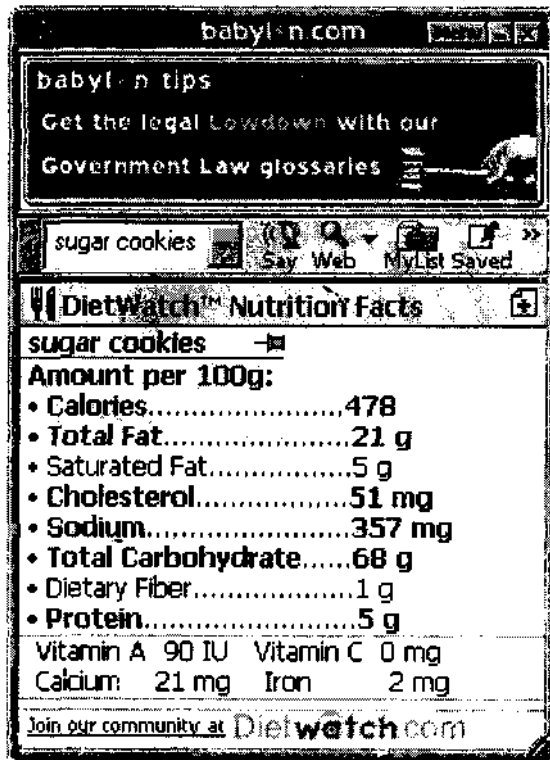 babyl n.com
babyl n tips
Get the legal Lowdown with our
Government Law glossaries
sugar cookies
Say Web MyList Saved »
DietWatch™ Nutrition Facts
sugar cookies
Amount per 100g:
• Calories......................478
• Total Fat.....................21 g
• Saturated Fat................5 g
• Cholesterol.................51 mg
• Sodium.......................357 mg
• Total Carbohydrate......68 g
• Dietary Fiber.................1 g
• Protein.........................5 g
Vitamin A 90 IU Vitamin C 0 mg
Calcium 21 mg Iron 2 mg
Join our community at Dietwatch.com